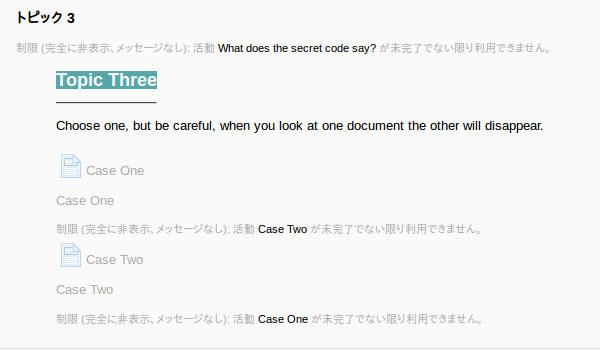 トピック 3
制限 (完全に非表示、メッセージなし): 活動 What does the secret code say? が未完了でない限り利用できません。
Topic Three
Choose one, but be careful, when you look at one document the other will disappear.
Case One
Case One
制限 (完全に非表示、メッセージなし): 活動 Case Two が未完了でない限り利用できません。
Case Two
Case Two
制限 (完全に非表示、メッセージなし): 活動 Case One が未完了でない限り利用できません。